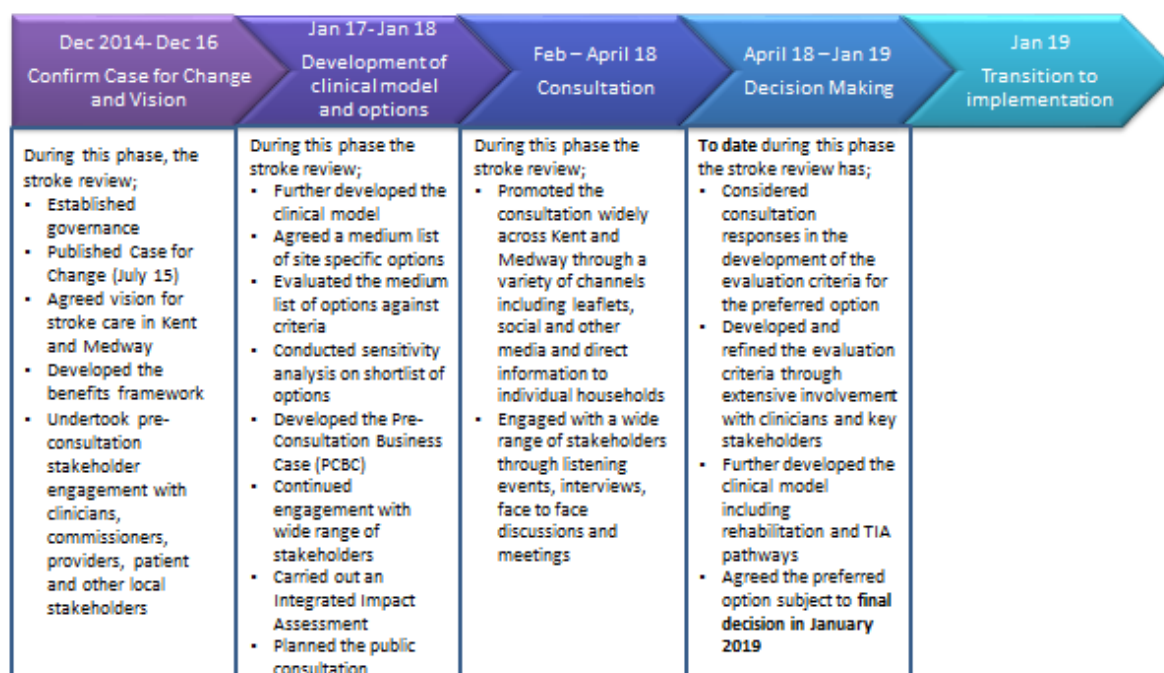 Dec 2014- Dec 16
Confirm Case for Change
and Vision
Jan 17-Jan 18
Development of
clinical model
and options
Feb – April 18
Consultation
April 18 – Jan 19
Decision Making
Jan 19
Transition to
implementation
During this phase, the
stroke review;
▪ Established
governance
▪ Published Case for
Change (July 15)
▪ Agreed vision for
stroke care in Kent
and Medway
▪ Developed the
benefits framework
▪ Undertook pre-
consultation
stakeholder
engagement with
clinicians,
commissioners,
providers, patient
and other local
stakeholders
During this phase the
stroke review;
▪ Further developed the
clinical model
▪ Agreed a medium list
of site specific options
▪ Evaluated the medium
list of options against
criteria
▪ Conducted sensitivity
analysis on shortlist of
options
▪ Developed the Pre-
Consultation Business
Case (PCBC)
▪ Continued
engagement with
wide range of
stakeholders
▪ Carried out an
Integrated Impact
Assessment
▪ Planned the public
consultation
During this phase the
stroke review;
▪ Promoted the
consultation widely
across Kent and
Medway through a
variety of channels
including leaflets,
social and other
media and direct
information to
individual households
▪ Engaged with a wide
range of stakeholders
through listening
events, interviews,
face to face
discussions and
meetings
To date during this phase
the stroke review has;
▪ Considered
consultation
responses in the
development of the
evaluation criteria for
the preferred option
▪ Developed and
refined the evaluation
criteria through
extensive involvement
with clinicians and key
stakeholders
▪ Further developed the
clinical model
including
rehabilitation and TIA
pathways
▪ Agreed the preferred
option subject to final
decision in January
2019